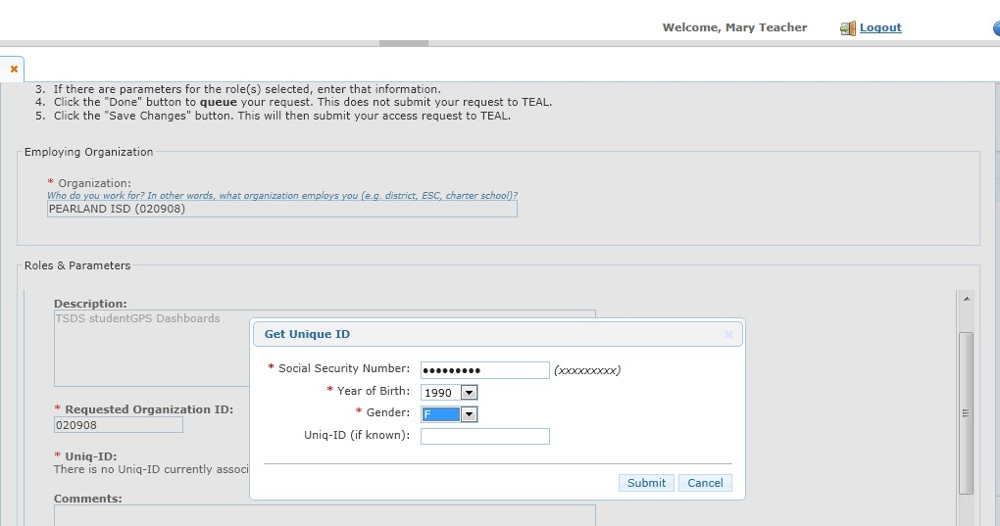 Welcome, Mary Teacher Logout
3. If there are parameters for the role(s) selected, enter that information.
4. Click the "Done" button to queue your request. This does not submit your request to TEAL.
5. Click the "Save Changes" button. This will then submit your access request to TEAL.
Employing Organization
* Organization:
Who do you work for? In other words, what organization employs you (e.g. district, ESC, charter school)?
PEARLAND ISD (020908)
Roles & Parameters
Description:
TSDS studentGPS Dashboards
Get Unique ID
* Social Security Number: ●●●●●●●●● (xxxxxxxxx)
* Year of Birth: 1990
* Gender: F
Uniq-ID (if known):
Submit Cancel
* Requested Organization ID:
020908
* Uniq-ID:
There is no Uniq-ID currently associ
Comments: